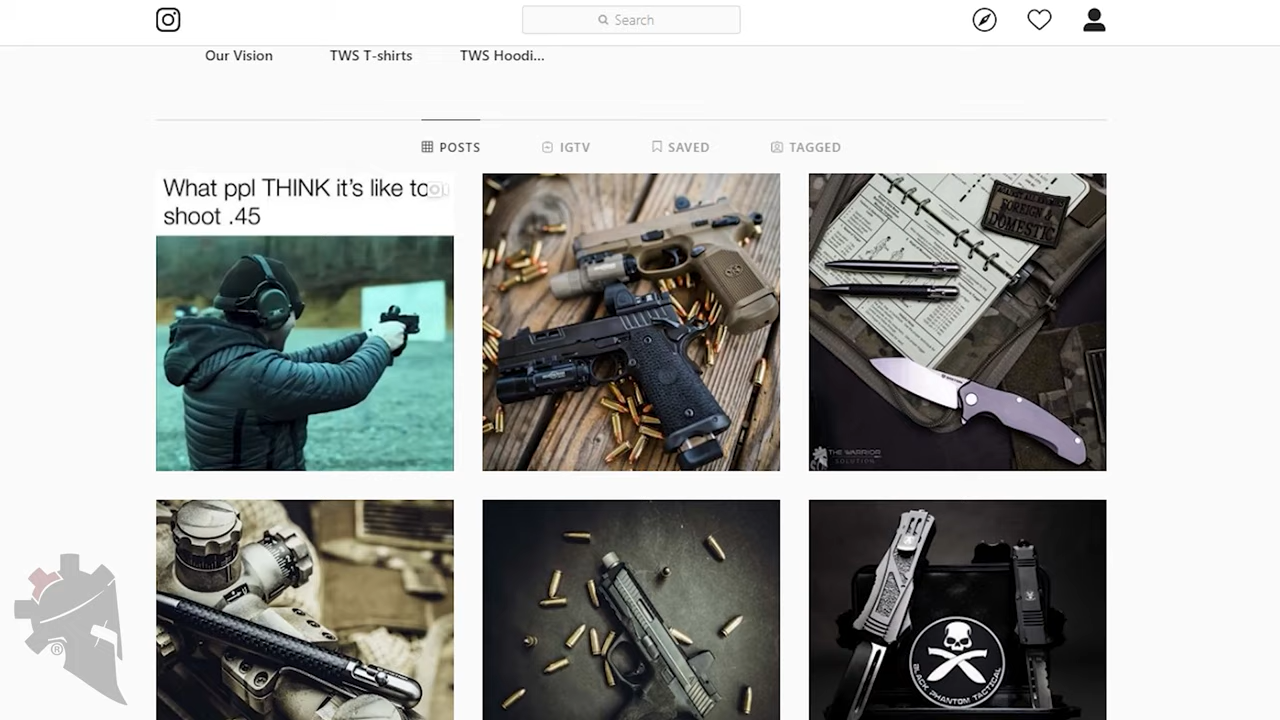 Search
Our Vision
TWS T-shirts
TWS Hoodi...
POSTS
IGTV
SAVED
TAGGED
What ppl THINK it's like to
shoot .45
FOREIGN &
DOMESTIC
THE WARRIOR
SOLUTION
BLACK PHANTOM TACTICAL
®